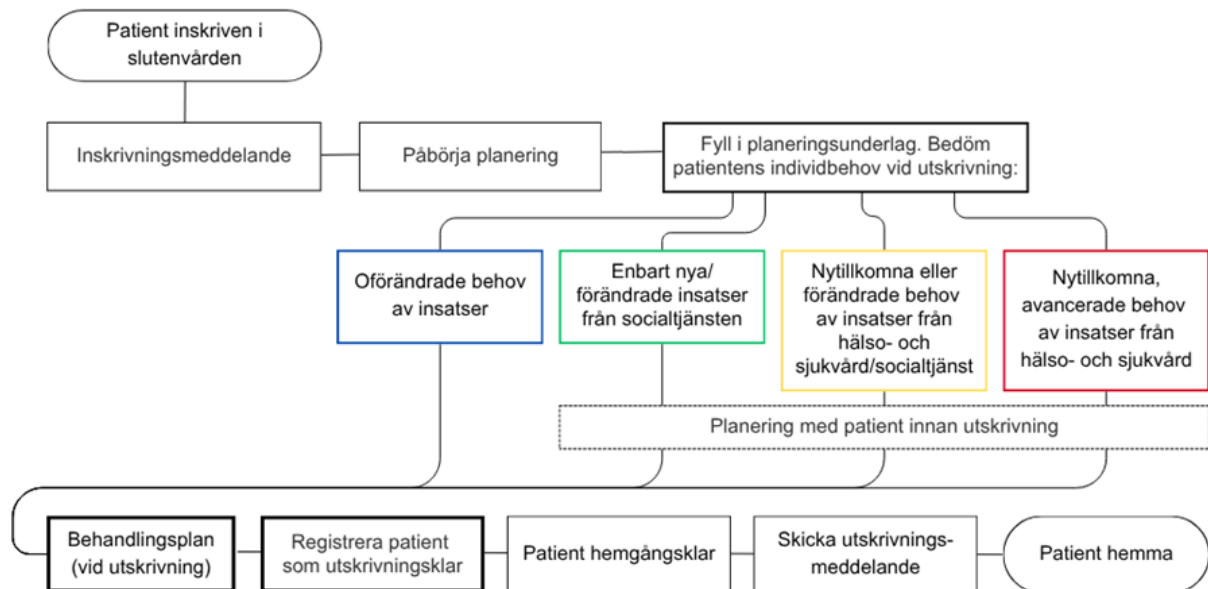 Patient inskriven i
slutenvården
Inskrivningsmeddelande
Påbörja planering
Fyll i planeringsunderlag. Bedöm
patientens individbehov vid utskrivning:
Oförändrade behov
av insatser
Enbart nya/
förändrade insatser
från socialtjänsten
Nytillkomna eller
förändrade behov
av insatser från
hälso- och
sjukvård/socialtjänst
Nytillkomna,
avancerade behov
av insatser från
hälso- och sjukvård
Planering med patient innan utskrivning
Behandlingsplan
(vid utskrivning)
Registrera patient
som utskrivningsklar
Patient hemgångsklar
Skicka utskrivnings-
meddelande
Patient hemma